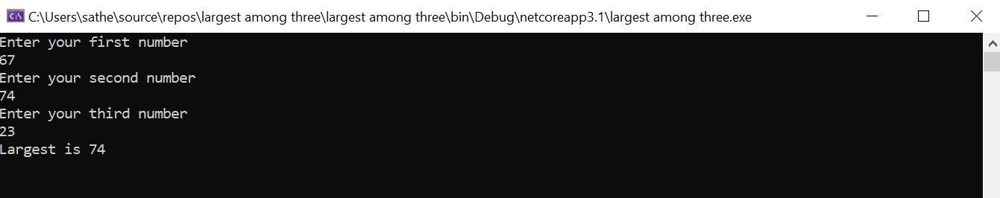 C:\Users\sathe\source\repos\largest among three\largest among three\bin\Debug\netcoreapp3.1\largest among three.exe
Enter your first number
67
Enter your second number
74
Enter your third number
23
Largest is 74